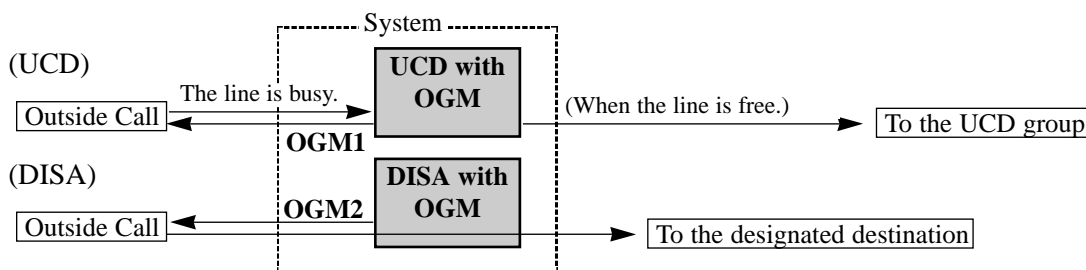 System
(UCD)
UCD with
OGM
The line is busy.
(When the line is free.)
Outside Call
To the UCD group
OGM1
(DISA)
DISA with
OGM
OGM2
Outside Call
To the designated destination